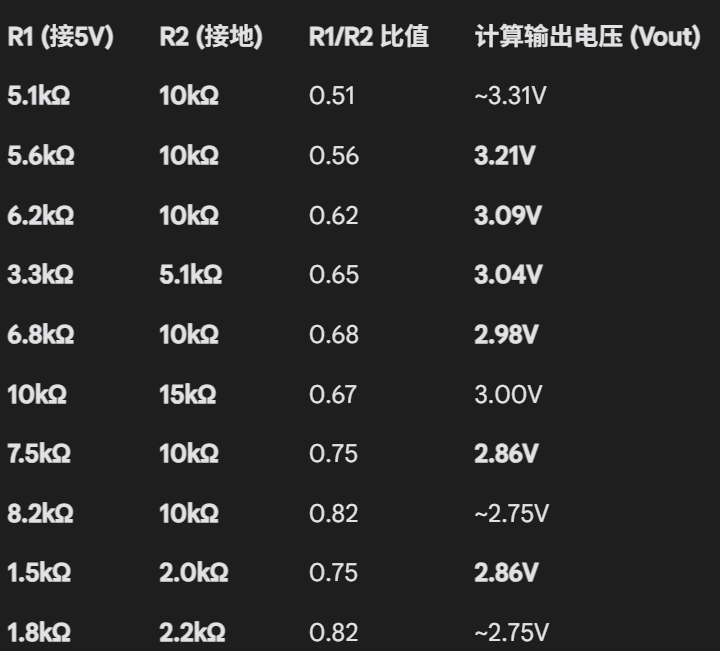 R1 (接5V) R2 (接地) R1/R2 比值 计算输出电压 (Vout)
5.1kΩ 10kΩ 0.51 ~3.31V
5.6kΩ 10kΩ 0.56 3.21V
6.2kΩ 10kΩ 0.62 3.09V
3.3kΩ 5.1kΩ 0.65 3.04V
6.8kΩ 10kΩ 0.68 2.98V
10kΩ 15kΩ 0.67 3.00V
7.5kΩ 10kΩ 0.75 2.86V
8.2kΩ 10kΩ 0.82 ~2.75V
1.5kΩ 2.0kΩ 0.75 2.86V
1.8kΩ 2.2kΩ 0.82 ~2.75V